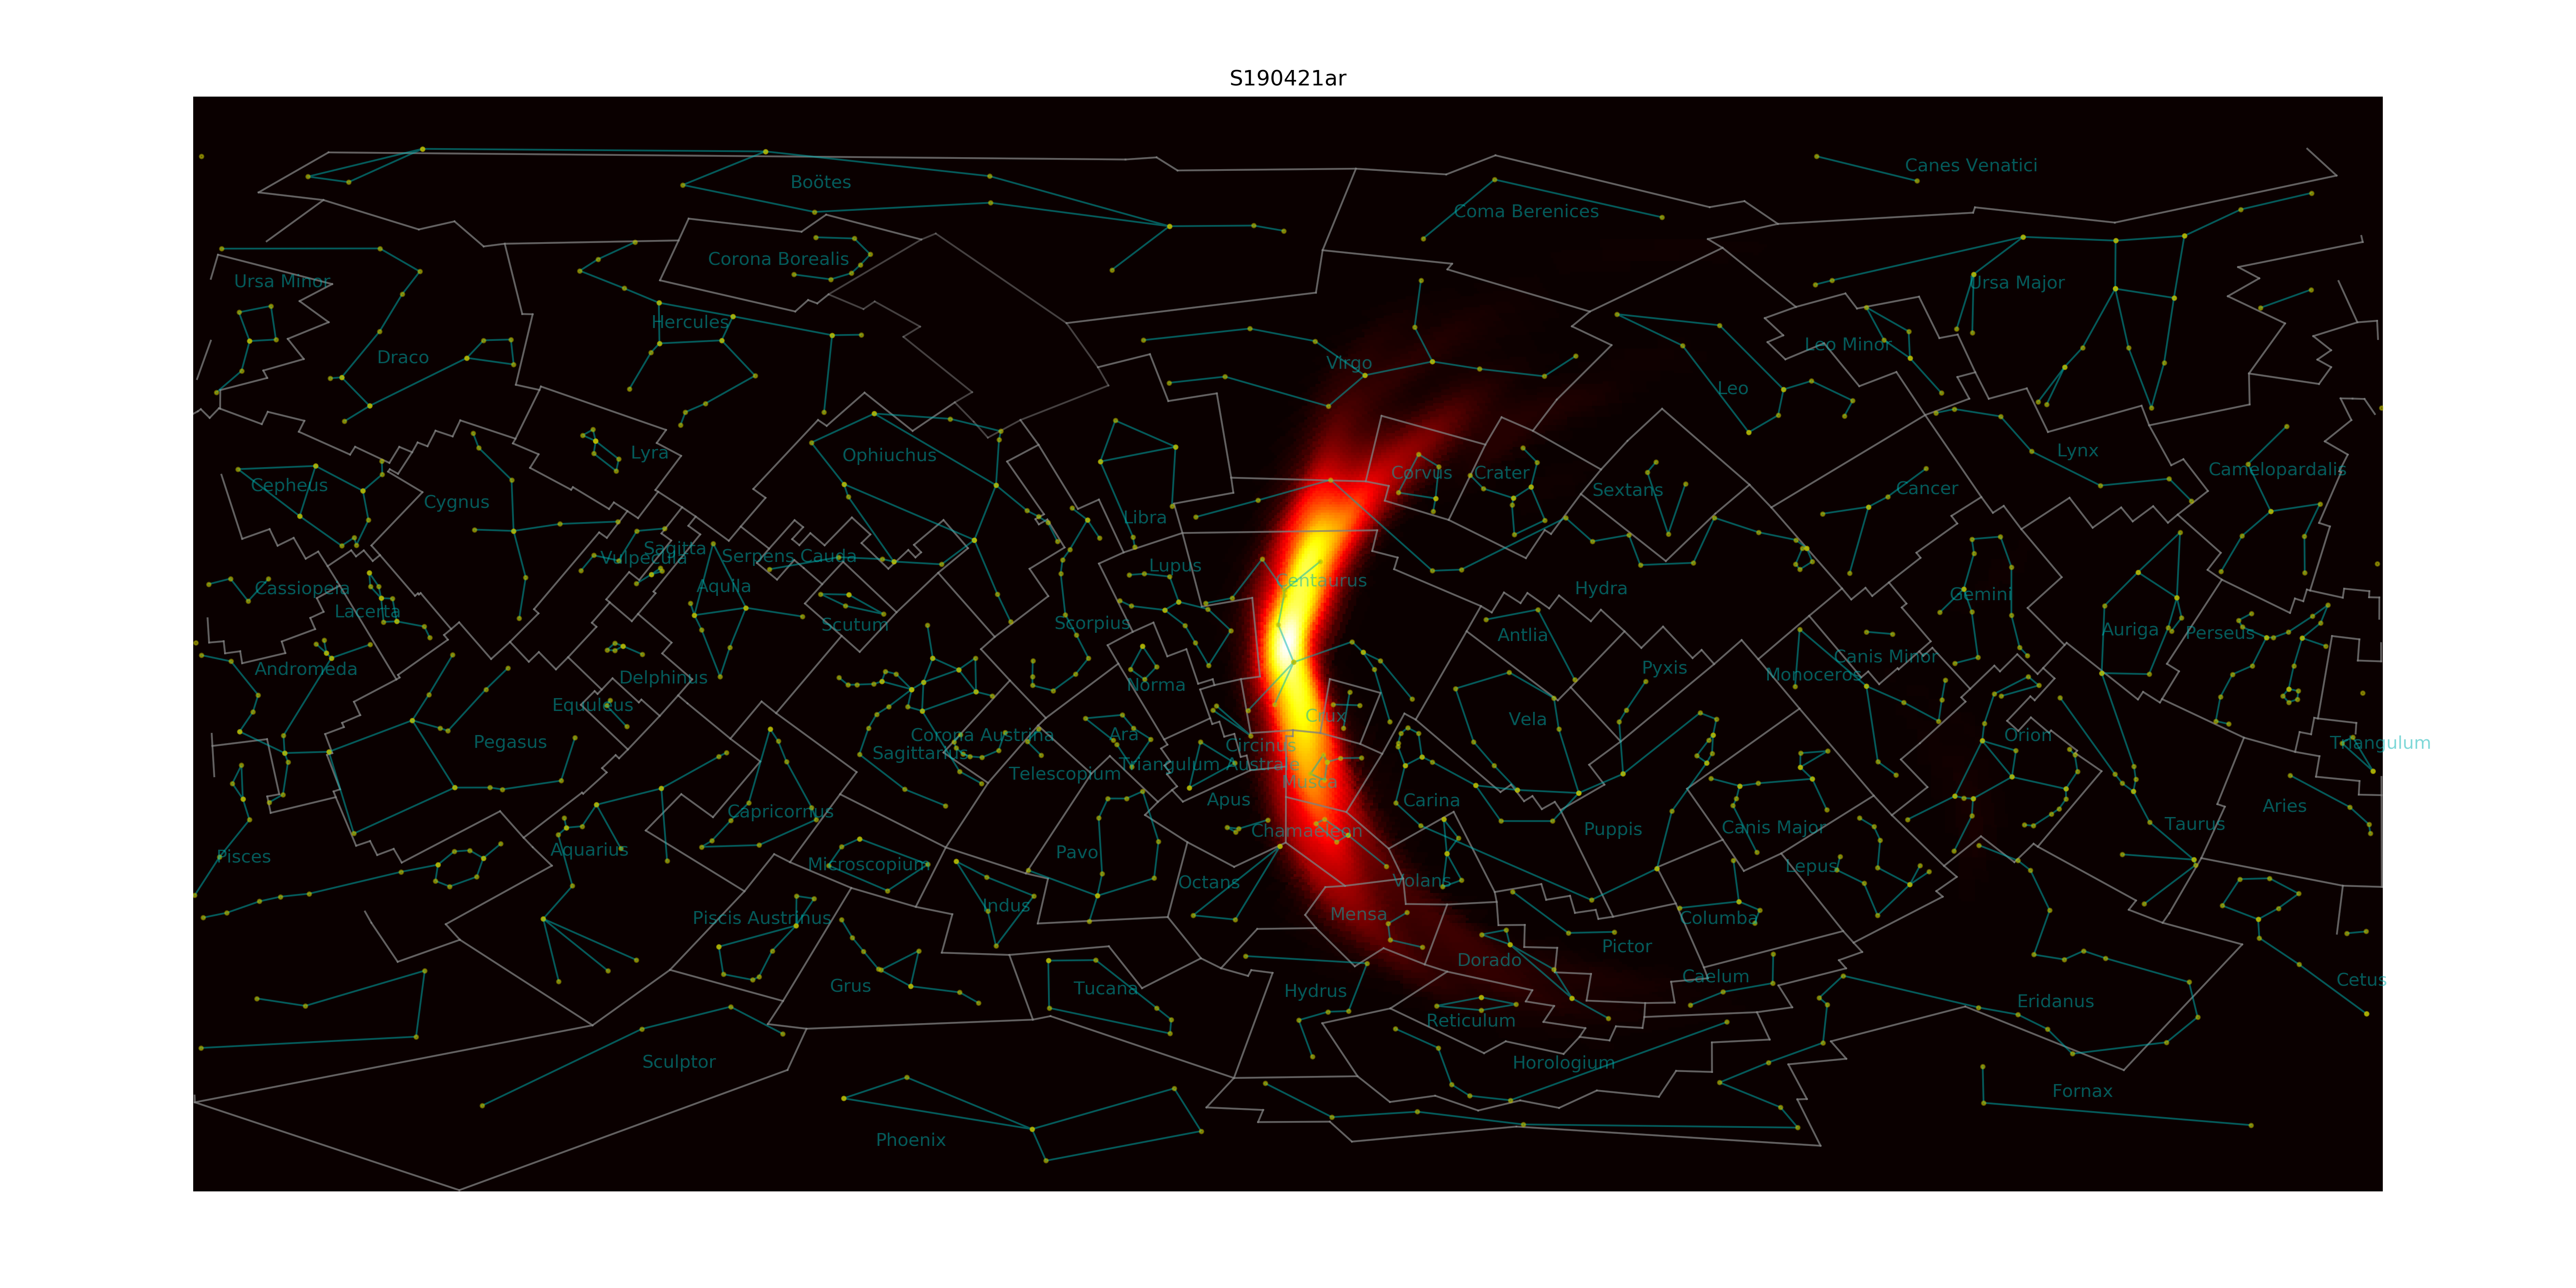 S190421ar
Canes Venatici
Boötes
Coma Berenices
Corona Borealis
Ursa Minor
Ursa Major
Hercules
Leo Minor
Draco
Virgo
Leo
Lyra
Ophiuchus
Lynx
Camelopardalis
Corvus
Crater
Cepheus
Cancer
Sextans
Cygnus
Libra
Sagitta
Vulpecula
Serpens Cauda
Lupus
Centaurus
Aquila
Cassiopeia
Hydra
Gemini
Lacerta
Scutum
Scorpius
Auriga
Perseus
Antlia
Canis Minor
Andromeda
Pyxis
Monoceros
Delphinus
Norma
Equuleus
Crux
Vela
Corona Austrina
Ara
Orion
Pegasus
Circinus
Triangulum
Sagittarius
Triangulum Australe
Telescopium
Musca
Apus
Carina
Aries
Capricornus
Taurus
Canis Major
Puppis
Chamaeleon
Aquarius
Pavo
Pisces
Microscopium
Lepus
Octans
Volans
Indus
Mensa
Piscis Austrinus
Columba
Pictor
Dorado
Caelum
Cetus
Grus
Tucana
Hydrus
Eridanus
Reticulum
Sculptor
Horologium
Fornax
Phoenix